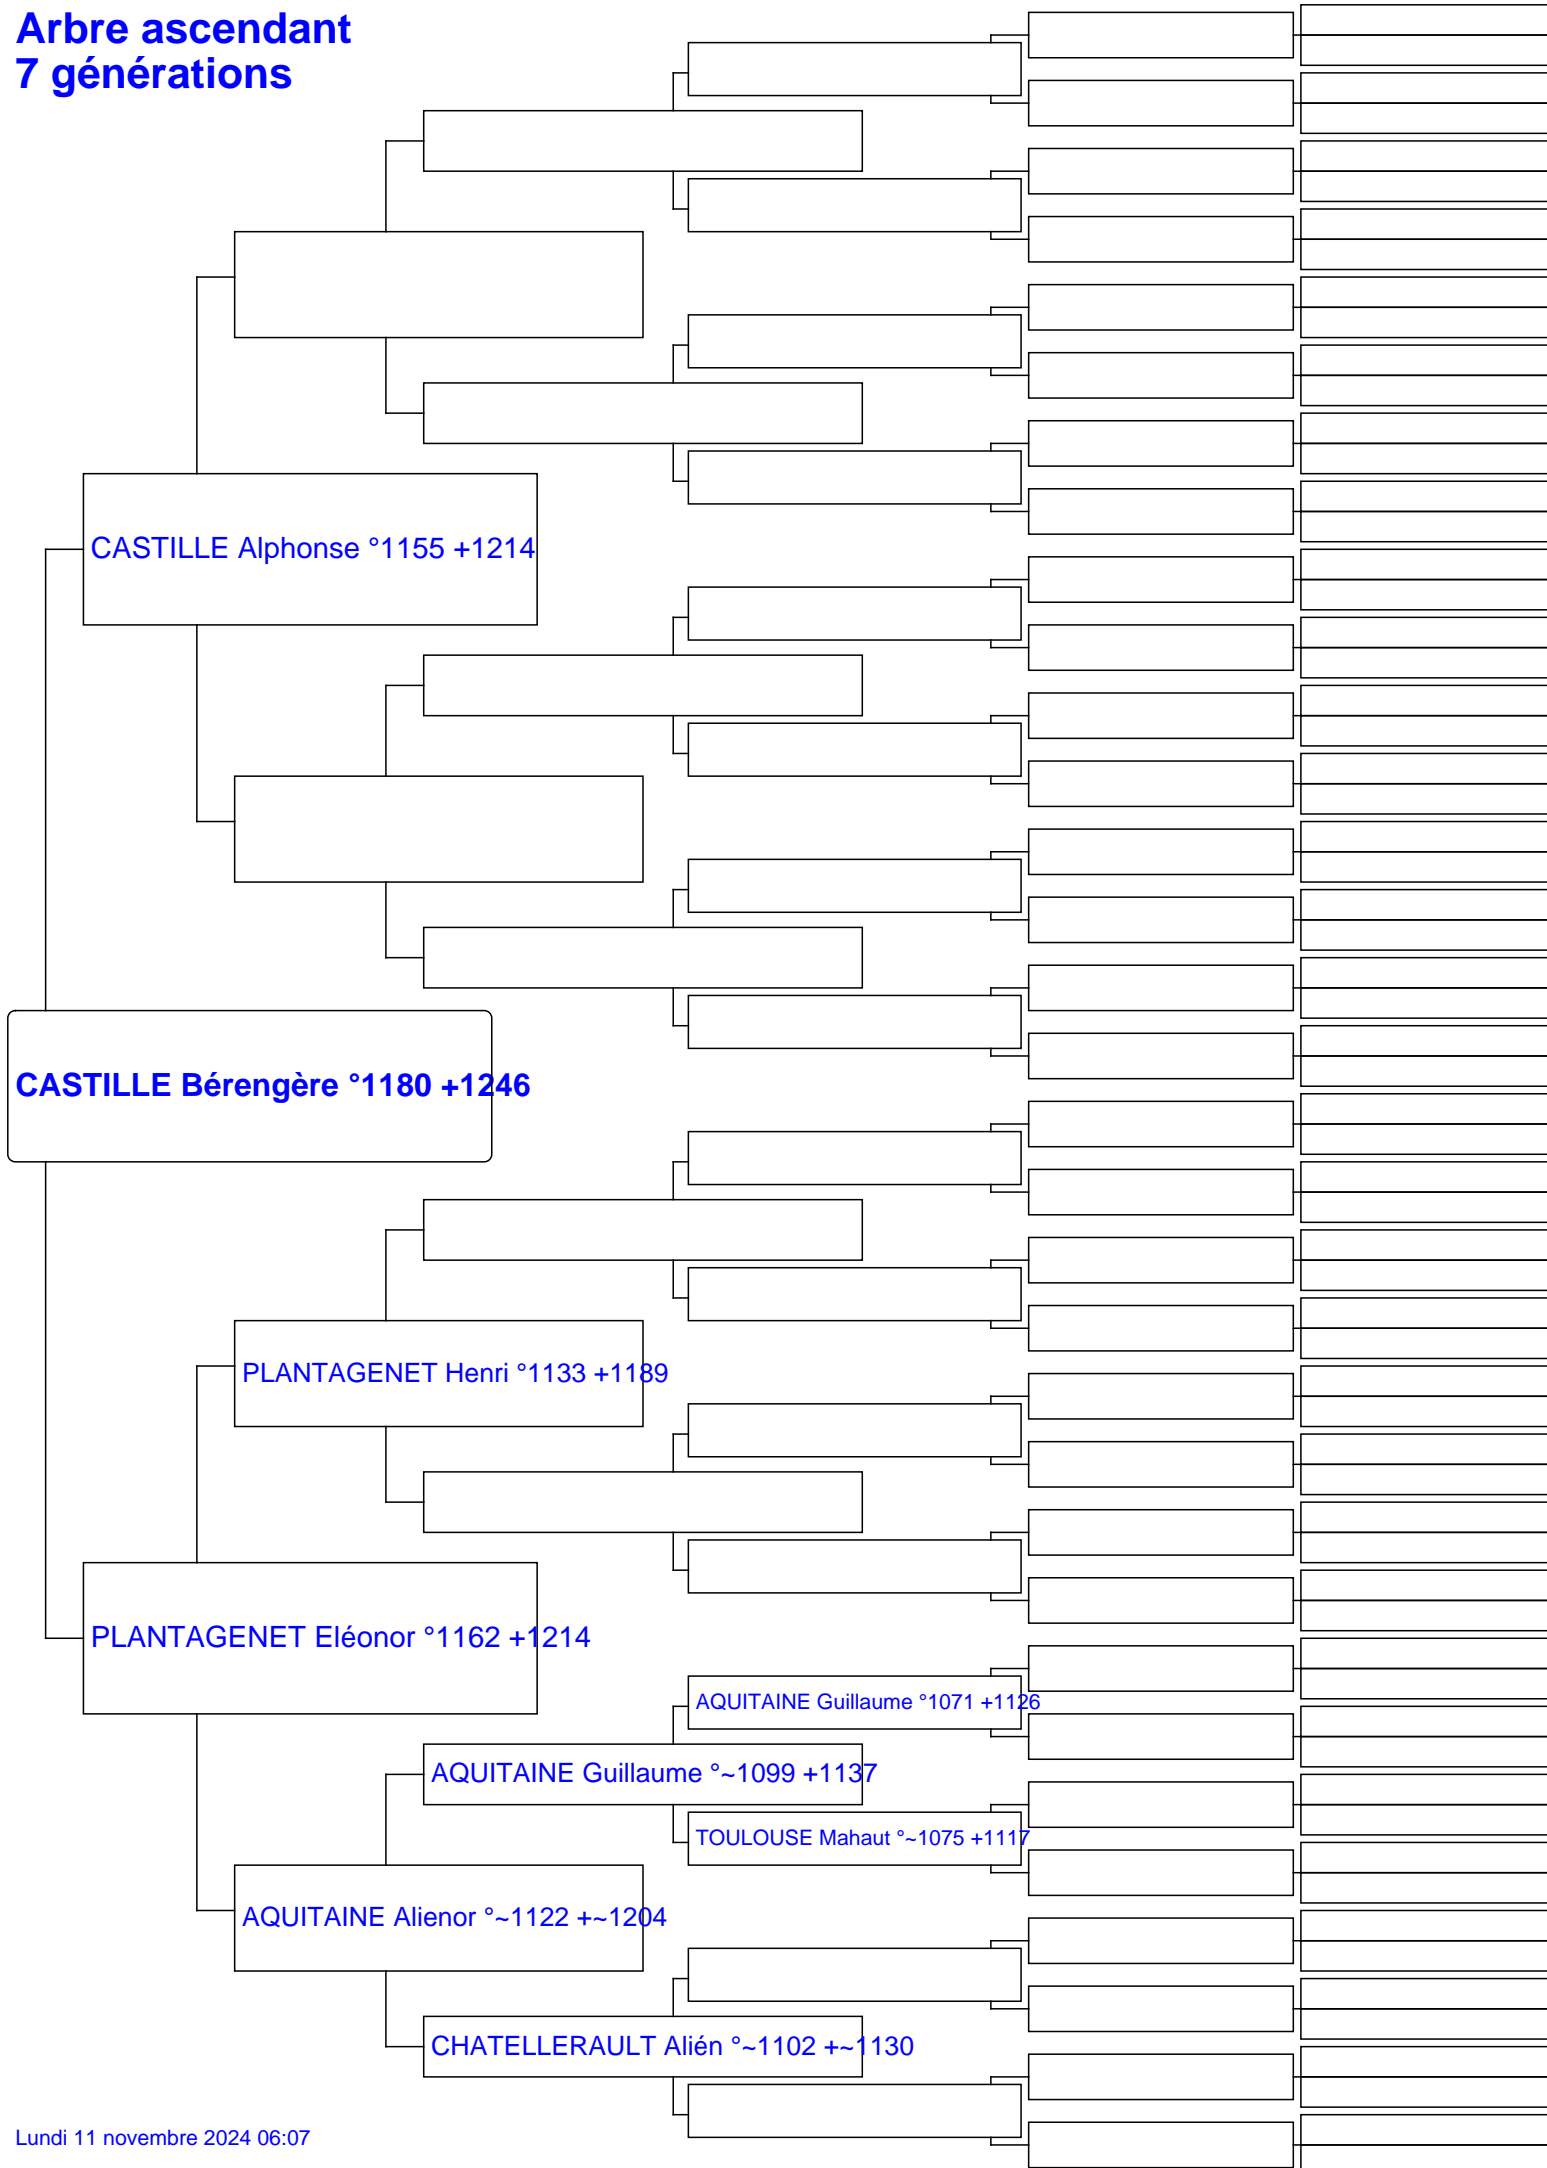 Arbre ascendant
7 générations
CASTILLE Alphonse °1155 +1214
CASTILLE Bérengère °1180 +1246
PLANTAGENET Henri °1133 +1189
PLANTAGENET Eléonor °1162 +1214
AQUITAINE Guillaume °1071 +1126
AQUITAINE Guillaume °~1099 +1137
TOULOUSE Mahaut °~1075 +1117
AQUITAINE Alienor °~1122 +~1204
CHATELLERAULT Alién °~1102 +~1130
Lundi 11 novembre 2024 06:07